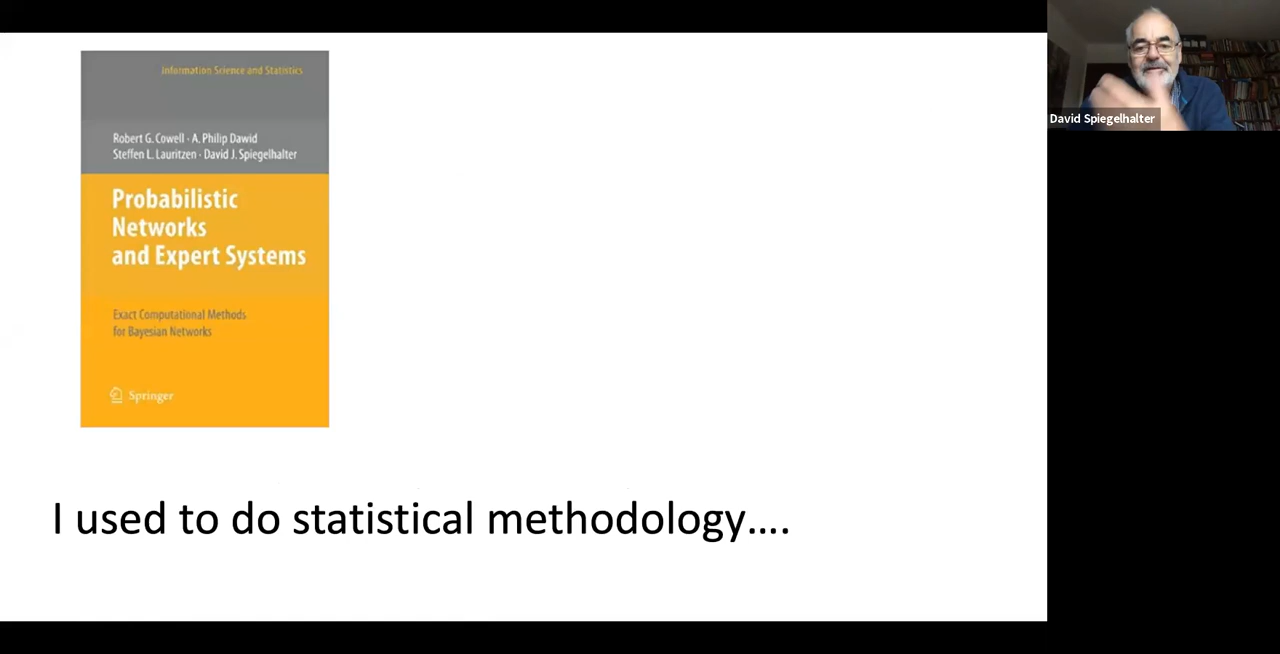 Information Science and Statistics
Robert G. Cowell · A. Philip Dawid
Steffen L. Lauritzen · David J. Spiegelhalter
Probabilistic
Networks
and Expert Systems
Exact Computational Methods
for Bayesian Networks
Springer
I used to do statistical methodology....
David Spiegelhalter